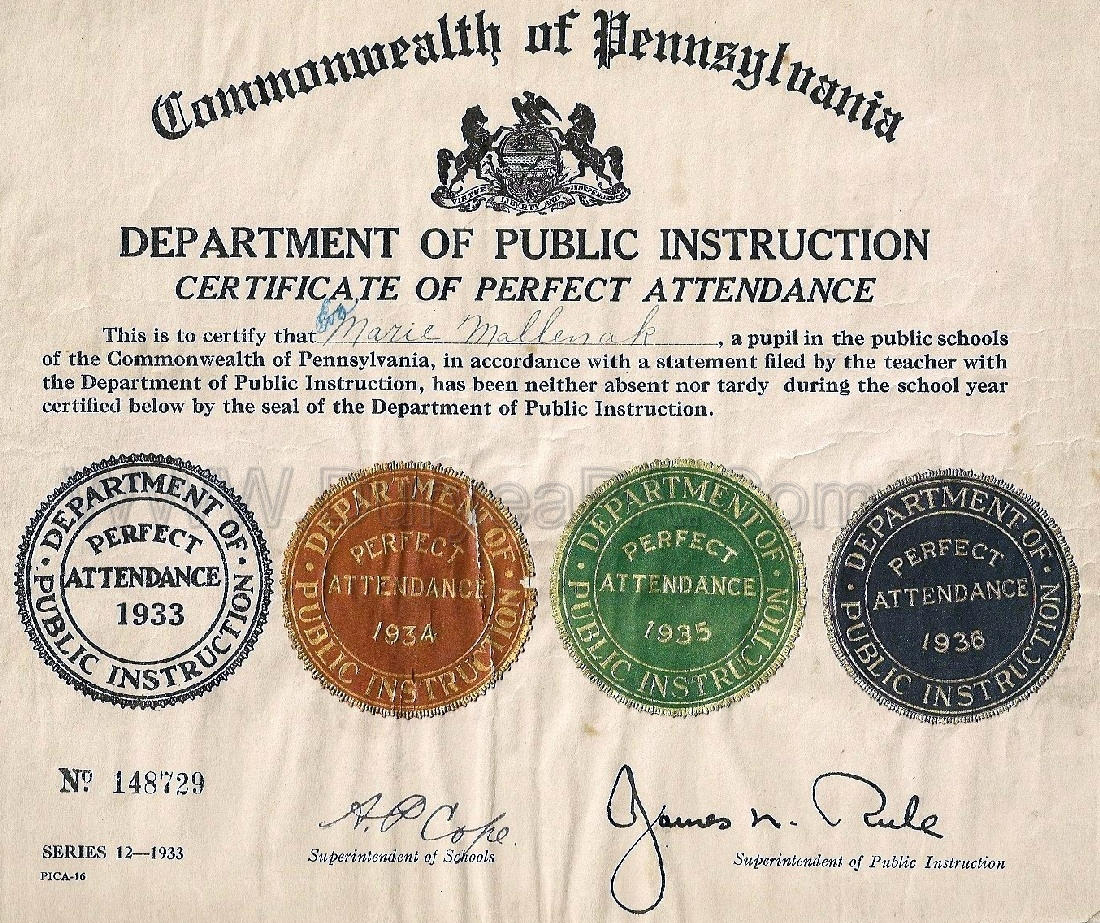 Commonwealth of Pennsylvania
DEPARTMENT OF PUBLIC INSTRUCTION
CERTIFICATE OF PERFECT ATTENDANCE
This is to certify that Eva Marie Mallenak, a pupil in the public schools
of the Commonwealth of Pennsylvania, in accordance with a statement filed by the teacher with
the Department of Public Instruction, has been neither absent nor tardy during the school year
certified below by the seal of the Department of Public Instruction.
DEPARTMENT OF PUBLIC INSTRUCTION
PERFECT
ATTENDANCE
1933
DEPARTMENT OF PUBLIC INSTRUCTION
PERFECT
ATTENDANCE
1934
DEPARTMENT OF PUBLIC INSTRUCTION
PERFECT
ATTENDANCE
1935
DEPARTMENT OF PUBLIC INSTRUCTION
PERFECT
ATTENDANCE
1936
No 148729
A. P. Cope
James N. Rule
Superintendent of Schools
Superintendent of Public Instruction
SERIES 12—1933
PICA-16